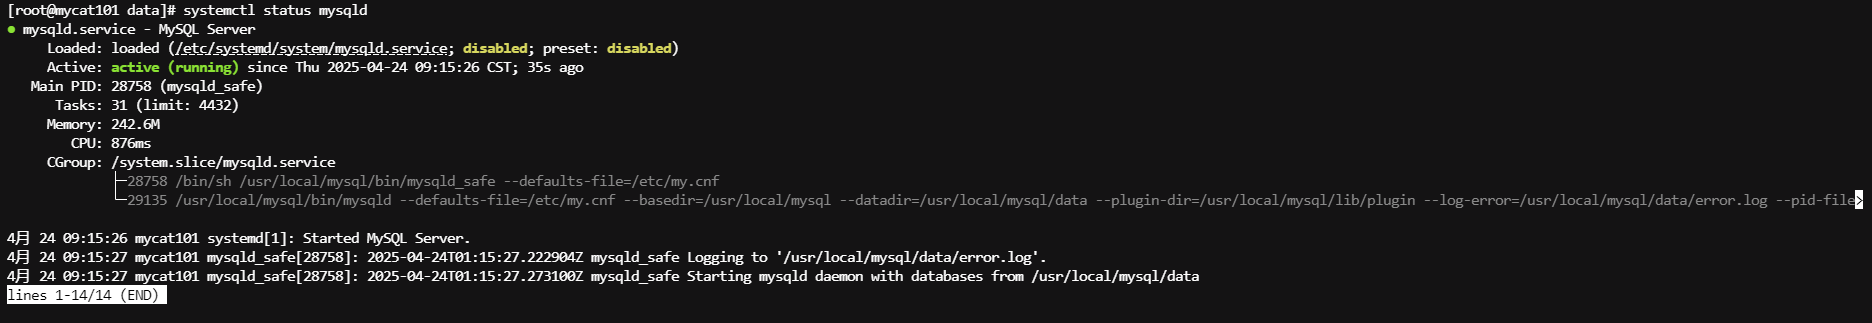 [root@mycat101 data]# systemctl status mysqld
● mysqld.service - MySQL Server
     Loaded: loaded (/etc/systemd/system/mysqld.service; disabled; preset: disabled)
     Active: active (running) since Thu 2025-04-24 09:15:26 CST; 35s ago
   Main PID: 28758 (mysqld_safe)
      Tasks: 31 (limit: 4432)
     Memory: 242.6M
        CPU: 876ms
     CGroup: /system.slice/mysqld.service
             ├─28758 /bin/sh /usr/local/mysql/bin/mysqld_safe --defaults-file=/etc/my.cnf
             └─29135 /usr/local/mysql/bin/mysqld --defaults-file=/etc/my.cnf --basedir=/usr/local/mysql --datadir=/usr/local/mysql/data --plugin-dir=/usr/local/mysql/lib/plugin --log-error=/usr/local/mysql/data/error.log --pid-file>
4月 24 09:15:26 mycat101 systemd[1]: Started MySQL Server.
4月 24 09:15:27 mycat101 mysqld_safe[28758]: 2025-04-24T01:15:27.222904Z mysqld_safe Logging to '/usr/local/mysql/data/error.log'.
4月 24 09:15:27 mycat101 mysqld_safe[28758]: 2025-04-24T01:15:27.273100Z mysqld_safe Starting mysqld daemon with databases from /usr/local/mysql/data
lines 1-14/14 (END)